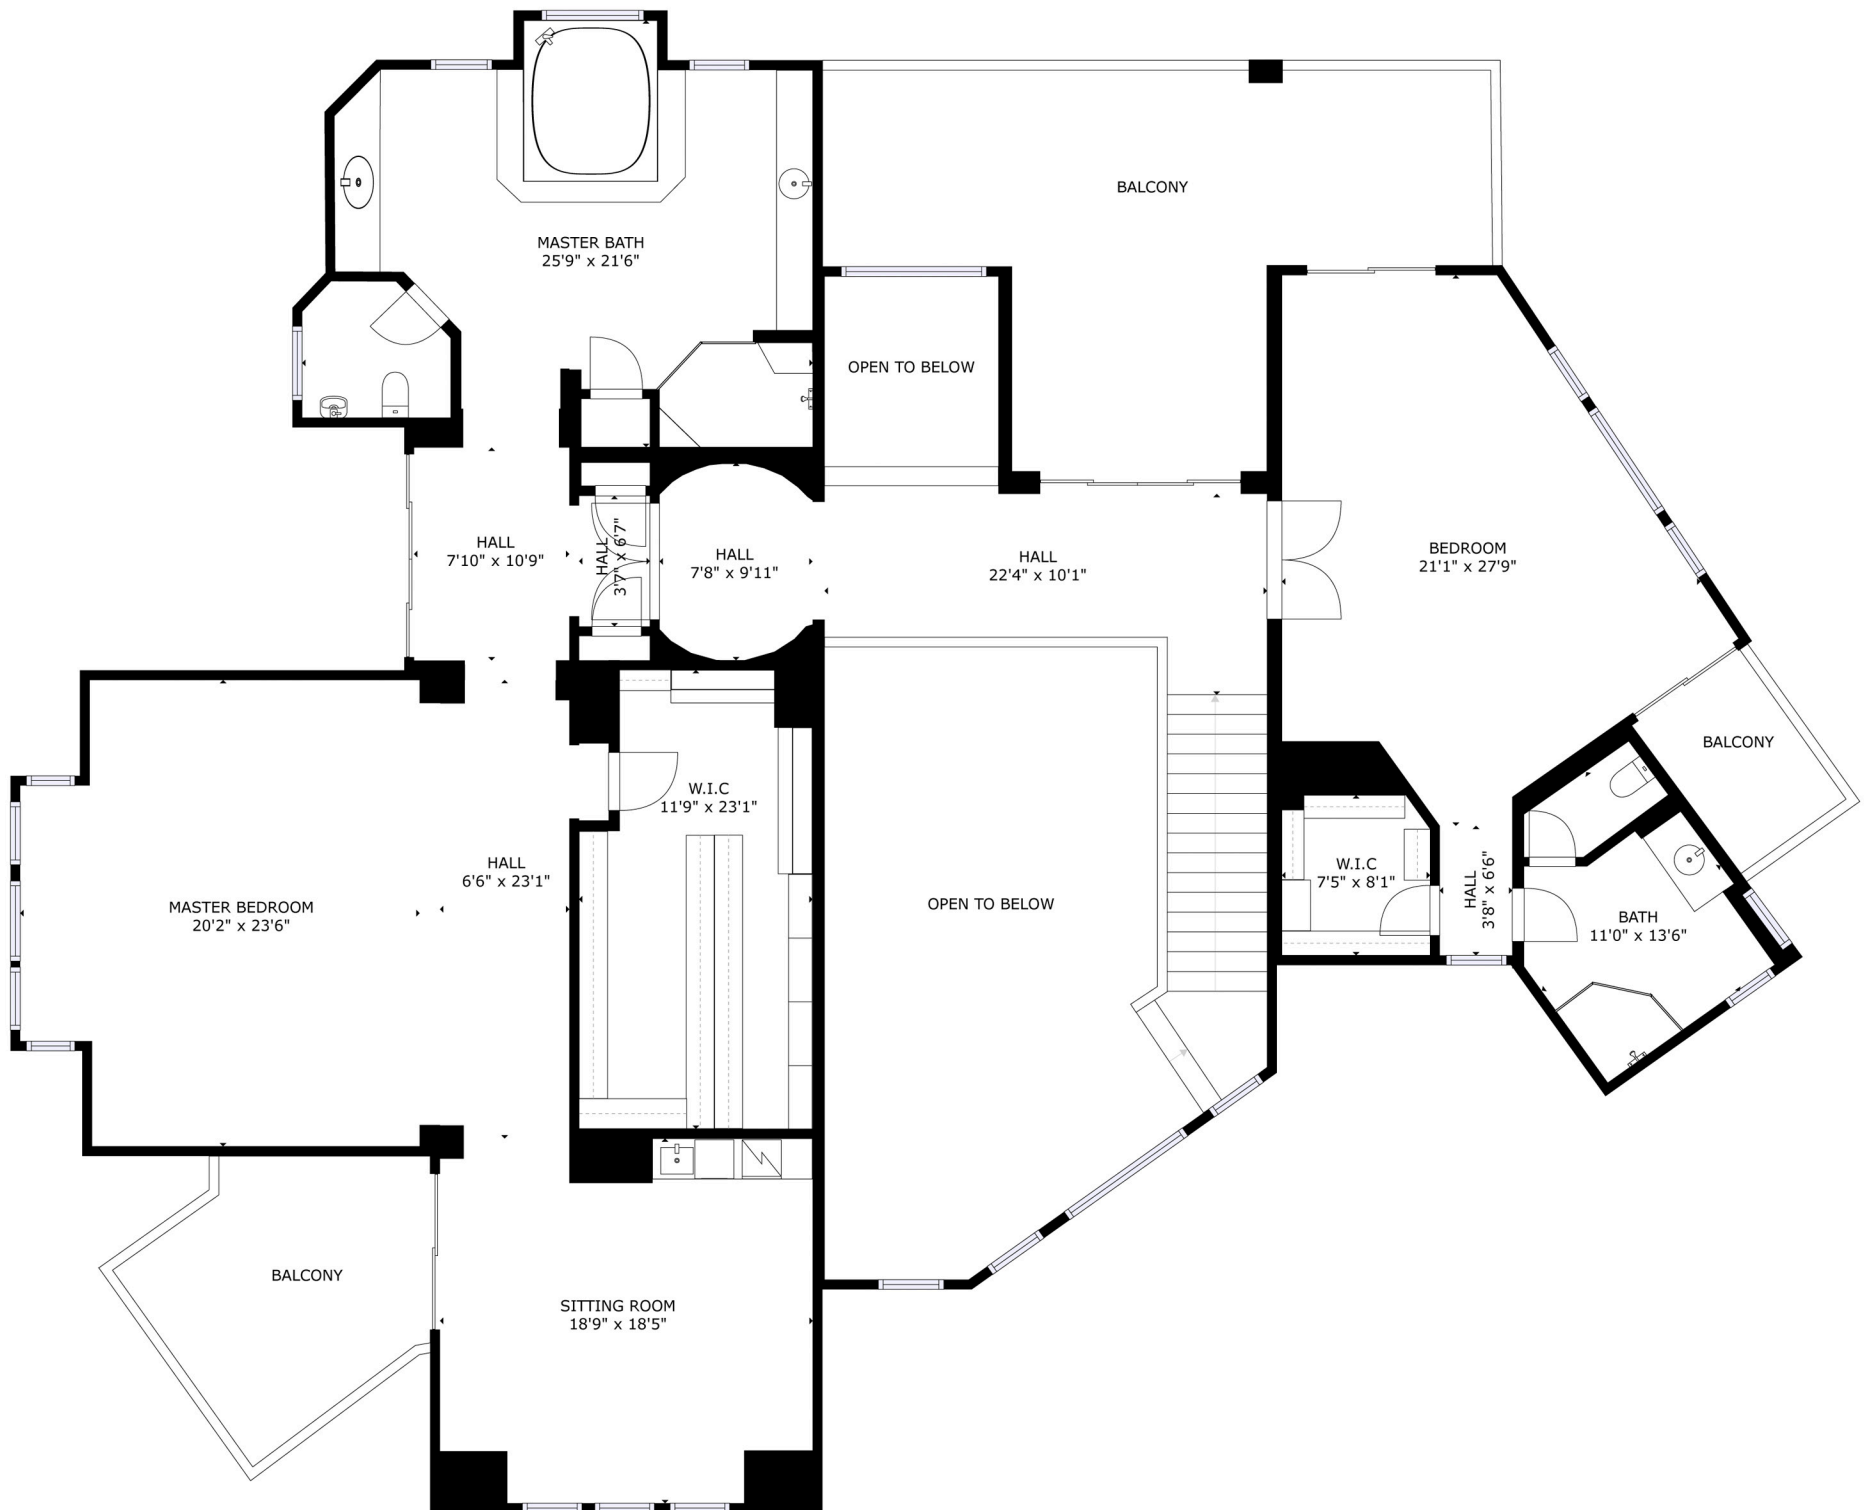 BALCONY
MASTER BATH
25'9" x 21'6"
OPEN TO BELOW
HALL
7'10" x 10'9"
HALL
3'7" x 6'7"
HALL
7'8" x 9'11"
HALL
22'4" x 10'1"
BEDROOM
21'1" x 27'9"
BALCONY
W.I.C
11'9" x 23'1"
HALL
6'6" x 23'1"
MASTER BEDROOM
20'2" x 23'6"
OPEN TO BELOW
W.I.C
7'5" x 8'1"
HALL
3'8" x 6'6"
BATH
11'0" x 13'6"
BALCONY
SITTING ROOM
18'9" x 18'5"